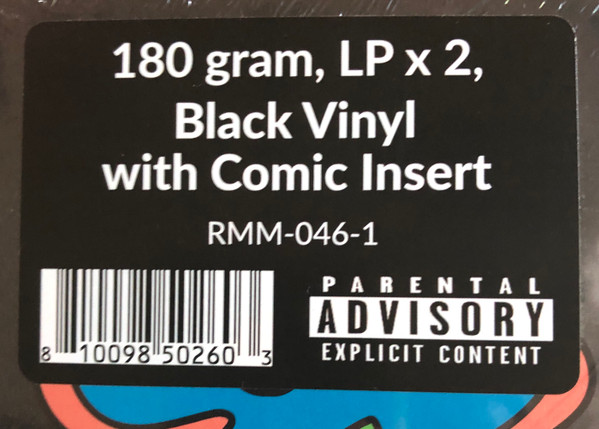 180 gram, LP x 2,
Black Vinyl
with Comic Insert
RMM-046-1
8 10098 50260 3
PARENTAL
ADVISORY
EXPLICIT CONTENT